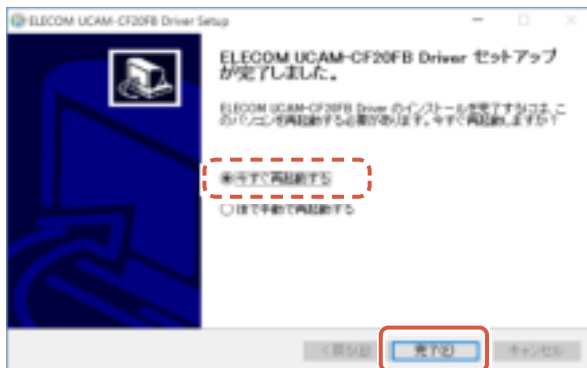 ELECOM UCAM-CF20FB Driver Setup
ELECOM UCAM-CF20FB Driver セットアップ
が完了しました。
ELECOM UCAM-CF20FB Driver のインストールを完了するには、こ
のパソコンを再起動する必要があります。今すぐ再起動しますか？
今すぐ再起動する
後で手動で再起動する
< 戻る(B)
完了(F)
キャンセル